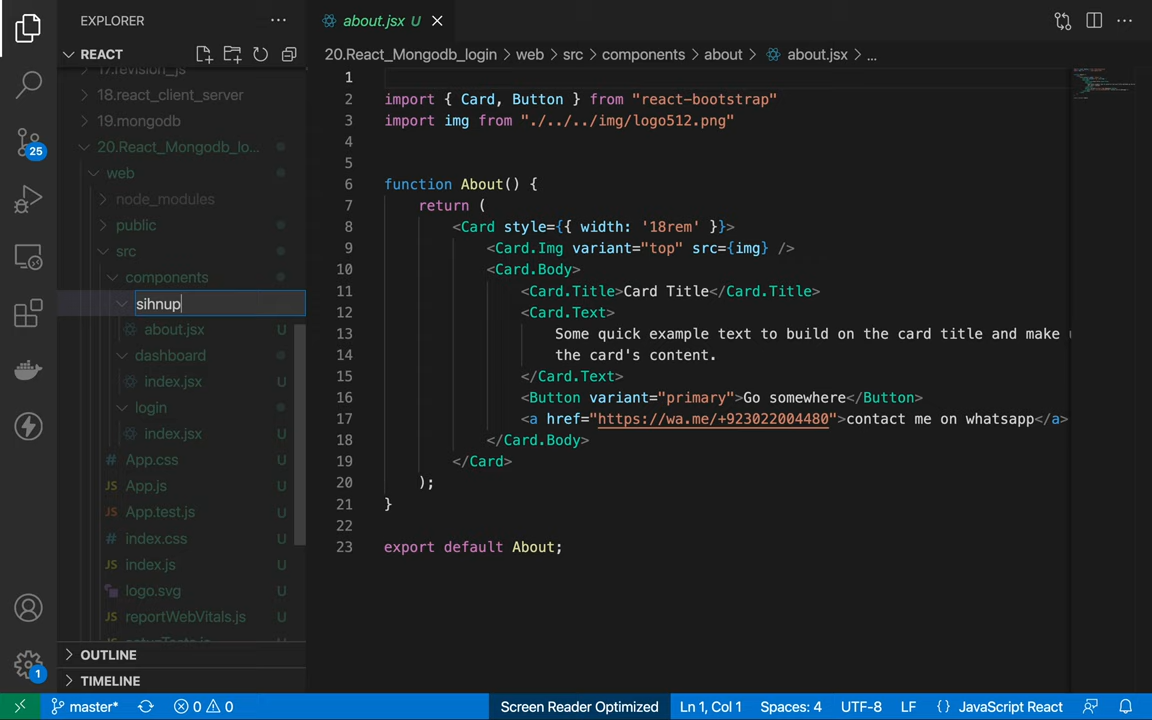 EXPLORER
REACT
17.revision_js
18.react_client_server
19.mongodb
20.React_Mongodb_lo...
web
node_modules
public
src
components
sihnup
about.jsx U
dashboard
index.jsx U
login
index.jsx U
App.css U
App.js U
App.test.js U
index.css U
index.js U
logo.svg U
reportWebVitals.js U
setupTests.js
OUTLINE
TIMELINE
25
1
about.jsx U
20.React_Mongodb_login > web > src > components > about > about.jsx > ...
1
2 import { Card, Button } from "react-bootstrap"
3 import img from "./../../img/logo512.png"
4
5
6 function About() {
7 return (
8 <Card style={{ width: '18rem' }}>
9 <Card.Img variant="top" src={img} />
10 <Card.Body>
11 <Card.Title>Card Title</Card.Title>
12 <Card.Text>
13 Some quick example text to build on the card title and make
14 the card's content.
15 </Card.Text>
16 <Button variant="primary">Go somewhere</Button>
17 <a href="https://wa.me/+923022004480">contact me on whatsapp</a>
18 </Card.Body>
19 </Card>
20 );
21 }
22
23 export default About;
master* 0 0 Screen Reader Optimized Ln 1, Col 1 Spaces: 4 UTF-8 LF {} JavaScript React